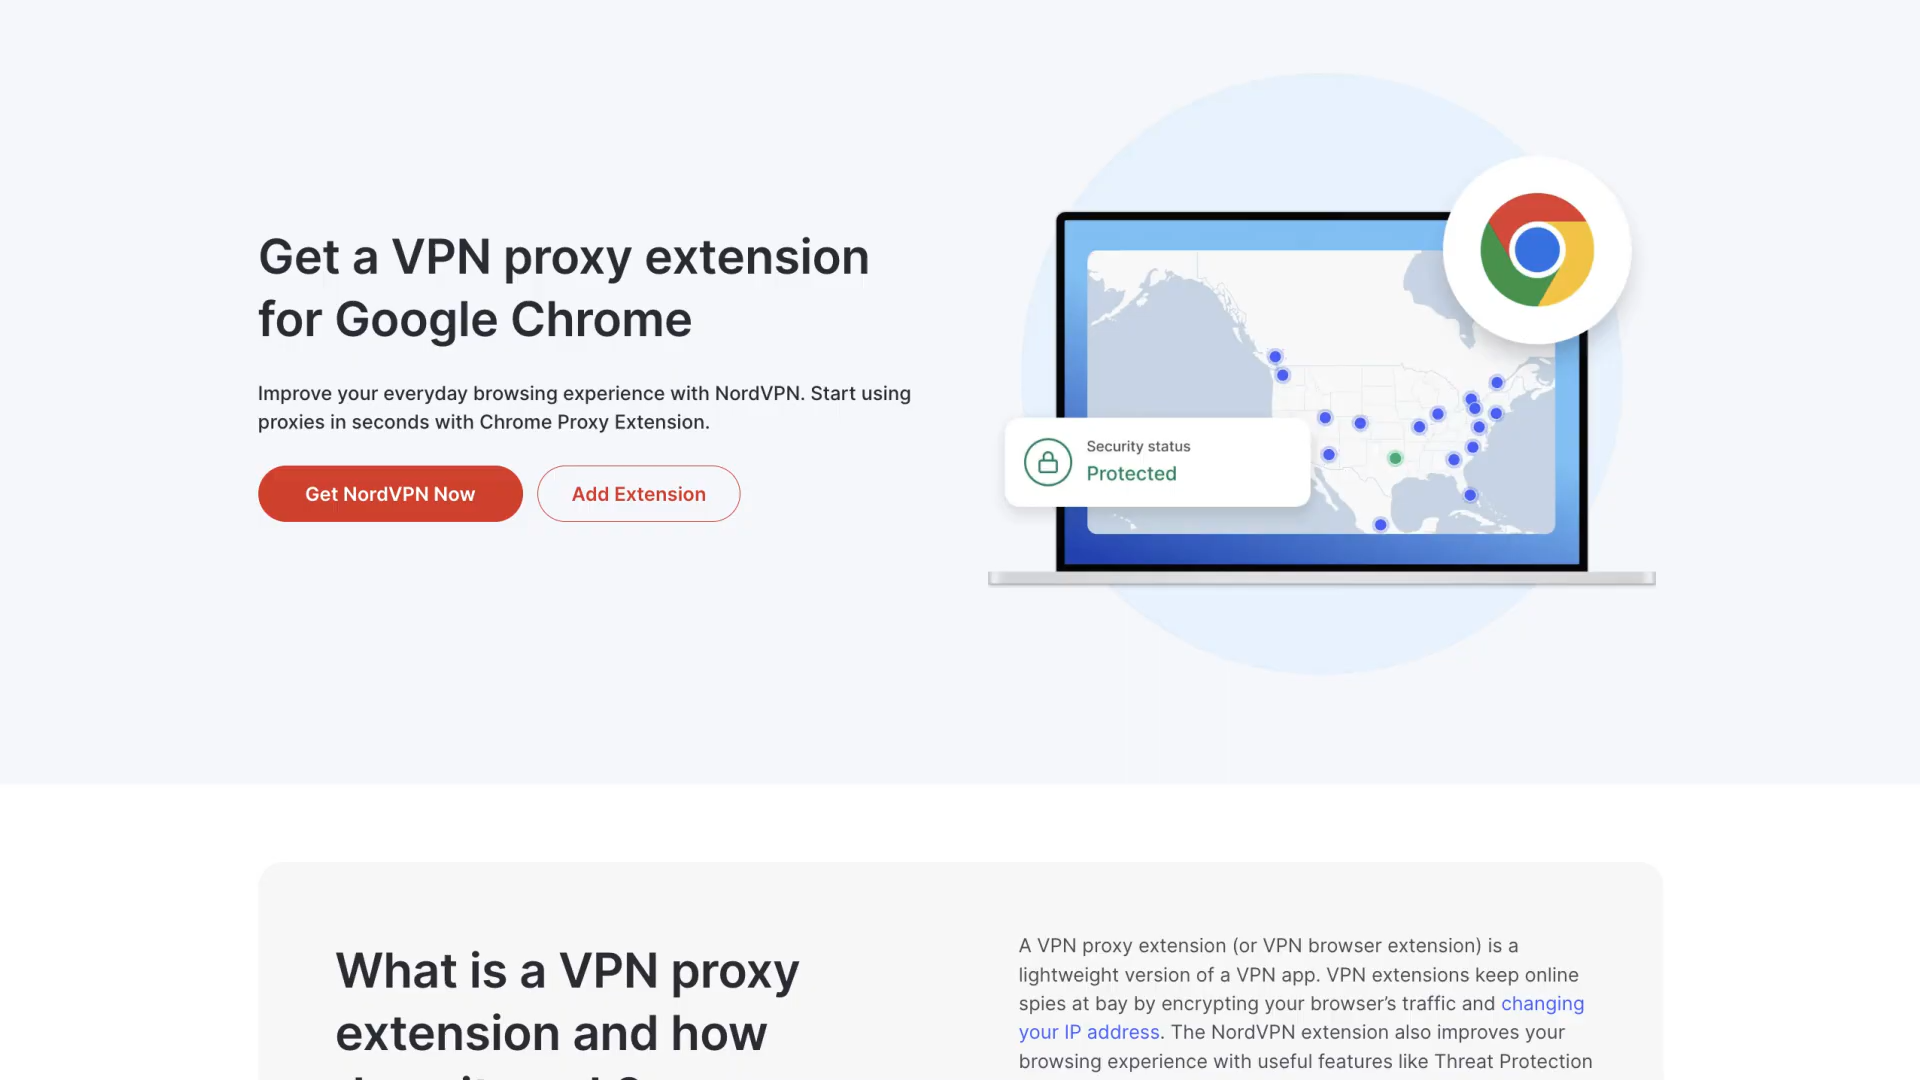 Get a VPN proxy extension
for Google Chrome
Improve your everyday browsing experience with NordVPN. Start using
proxies in seconds with Chrome Proxy Extension.
Get NordVPN Now
Add Extension
Security status
Protected
What is a VPN proxy
extension and how
A VPN proxy extension (or VPN browser extension) is a
lightweight version of a VPN app. VPN extensions keep online
spies at bay by encrypting your browser’s traffic and changing
your IP address. The NordVPN extension also improves your
browsing experience with useful features like Threat Protection